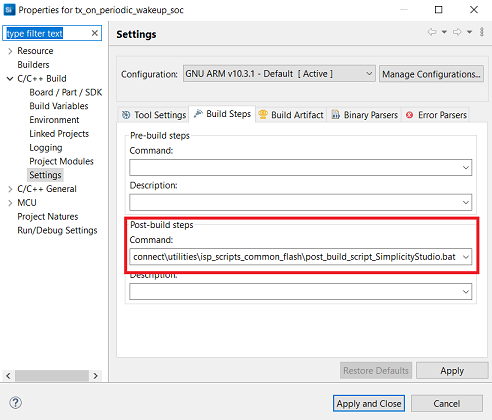 Si
Properties for tx_on_periodic_wakeup_soc
type filter text
Settings
Resource
Builders
C/C++ Build
Board / Part / SDK
Build Variables
Environment
Linked Projects
Logging
Project Modules
Settings
C/C++ General
MCU
Project Natures
Run/Debug Settings
Configuration:
GNU ARM v10.3.1 - Default [ Active ]
Manage Configurations...
Tool Settings
Build Steps
Build Artifact
Binary Parsers
Error Parsers
Pre-build steps
Command:
Description:
Post-build steps
Command:
connect\utilities\isp_scripts_common_flash\post_build_script_SimplicityStudio.bat
Description:
Restore Defaults
Apply
Apply and Close
Cancel